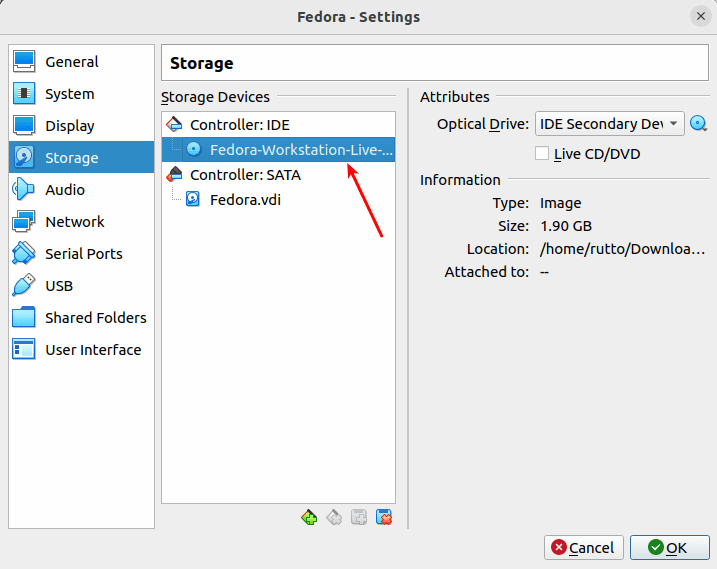 Fedora - Settings
General
System
Display
Storage
Audio
Network
Serial Ports
USB
Shared Folders
User Interface
Storage
Storage Devices
Controller: IDE
Fedora-Workstation-Live-...
Controller: SATA
Fedora.vdi
Attributes
Optical Drive: IDE Secondary Dev
Live CD/DVD
Information
Type: Image
Size: 1.90 GB
Location: /home/rutto/Downloa...
Attached to: --
Cancel OK